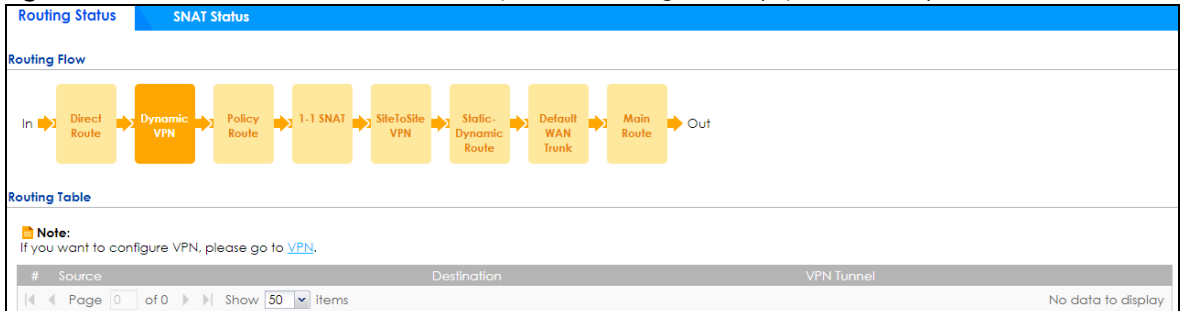 Routing Status SNAT Status
Routing Flow
In Direct Route Dynamic VPN Policy Route 1-1 SNAT SiteToSite VPN Static-Dynamic Route Default WAN Trunk Main Route Out
Routing Table
Note:
If you want to configure VPN, please go to VPN.
# Source Destination VPN Tunnel
Page 0 of 0 Show 50 items No data to display